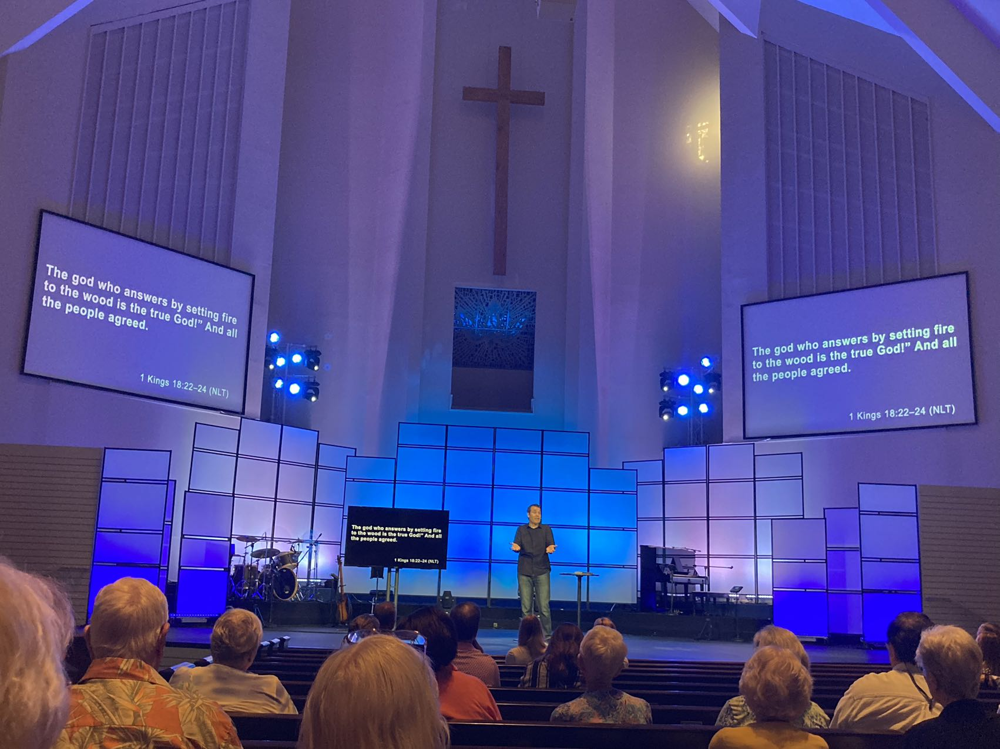 The god who answers by setting fire
to the wood is the true God!” And all
the people agreed.
1 Kings 18:22–24 (NLT)
The god who answers by setting fire
to the wood is the true God!” And all
the people agreed.
1 Kings 18:22–24 (NLT)
The god who answers by setting fire
to the wood is the true God!” And all
the people agreed.
1 Kings 18:22–24 (NLT)